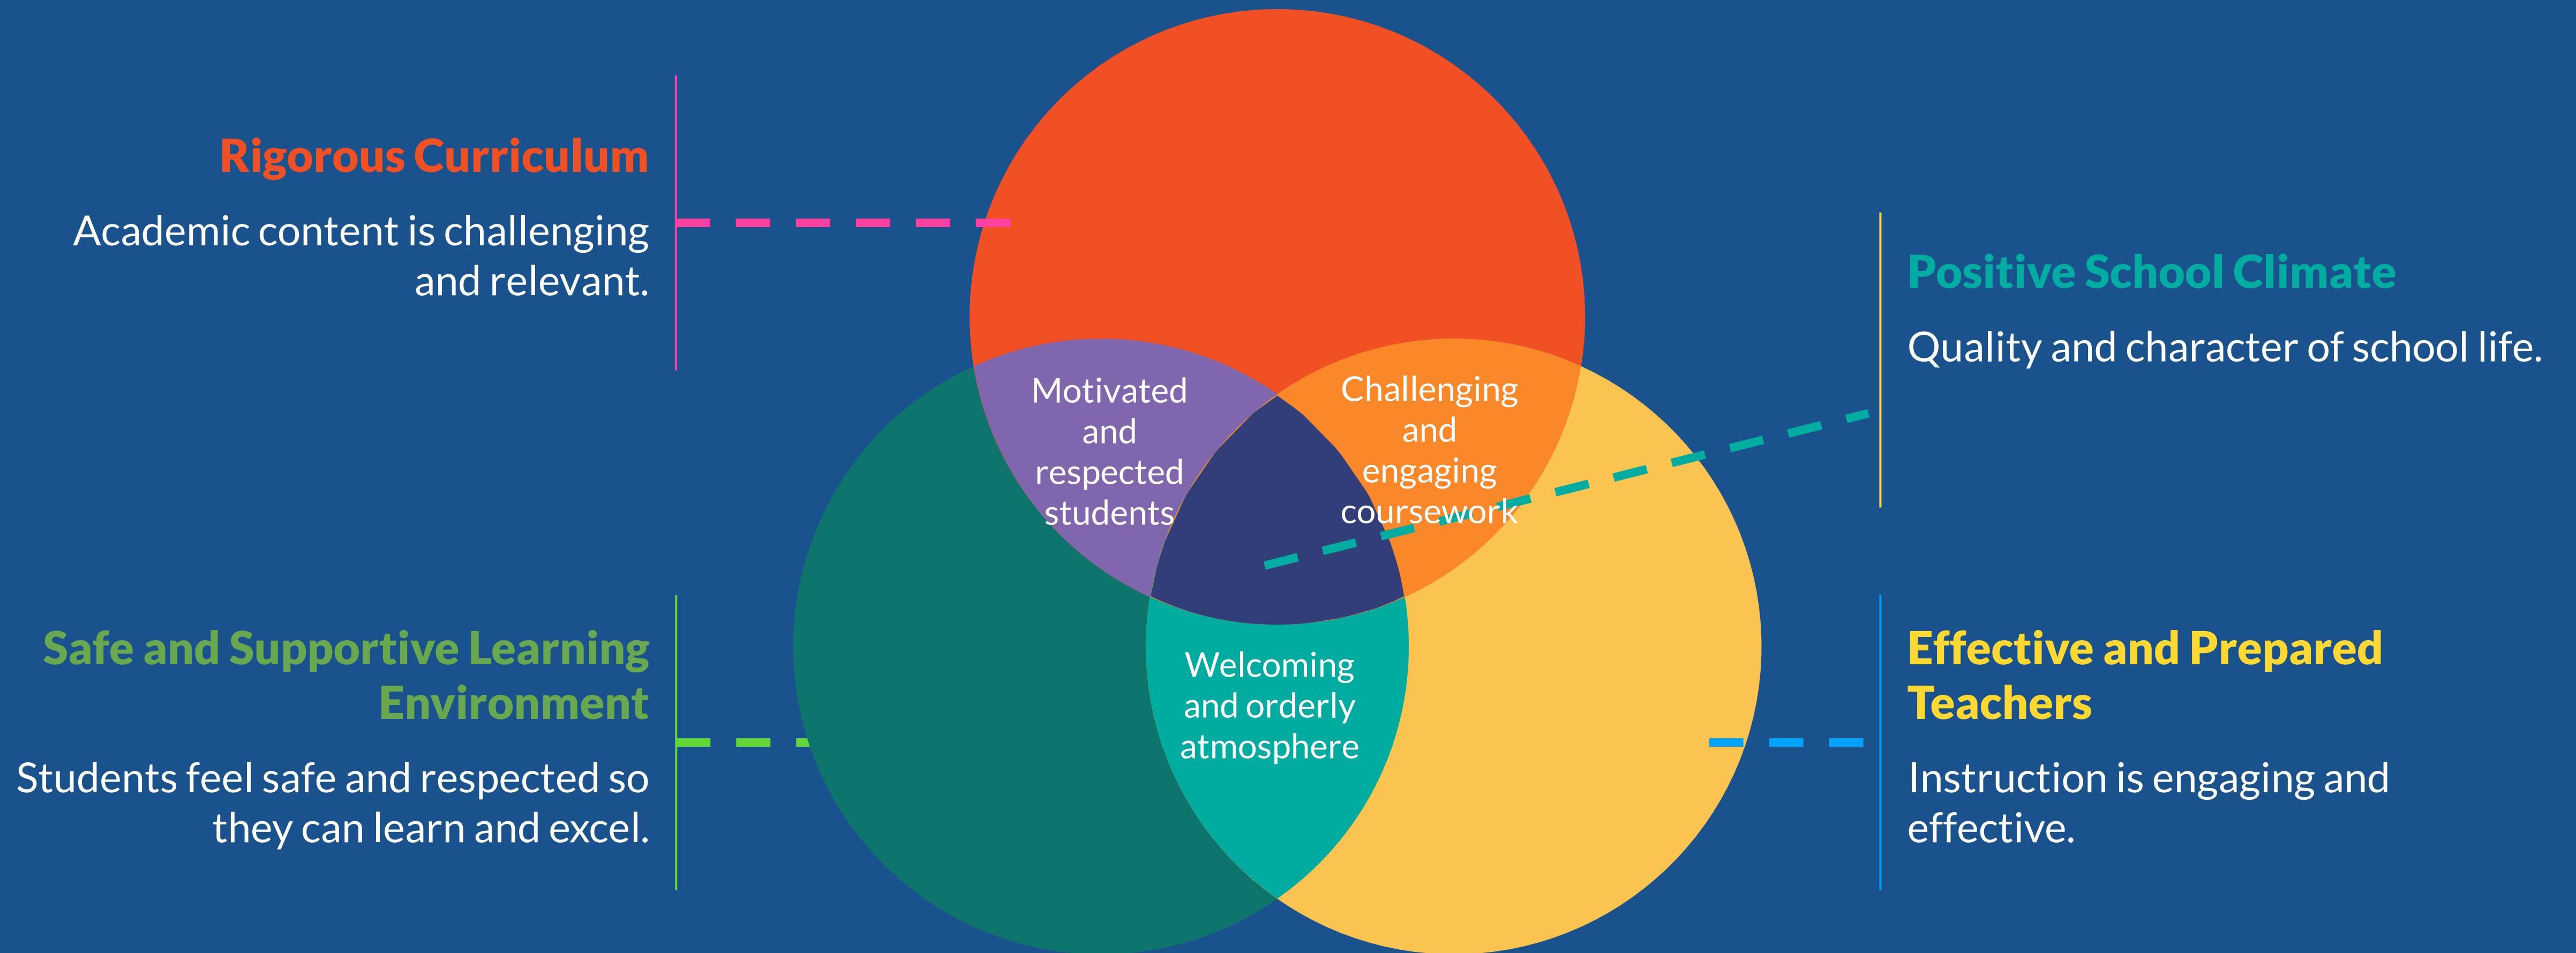 Rigorous Curriculum
Academic content is challenging
and relevant.
Positive School Climate
Quality and character of school life.
Motivated
and
respected
students
Challenging
and
engaging
coursework
Welcoming
and orderly
atmosphere
Safe and Supportive Learning
Environment
Students feel safe and respected so
they can learn and excel.
Effective and Prepared
Teachers
Instruction is engaging and
effective.